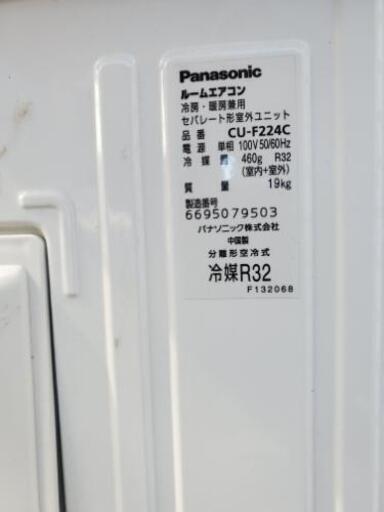 Panasonic
ルームエアコン
冷房・暖房兼用
セパレート形室外ユニット
品番 CU-F224C
電源 単相 100V 50/60Hz
冷媒量 460g R32
(室内+室外)
質量 19kg
製造番号
6695079503
パナソニック株式会社
中国製
分離形空冷式
冷媒R32
F132068